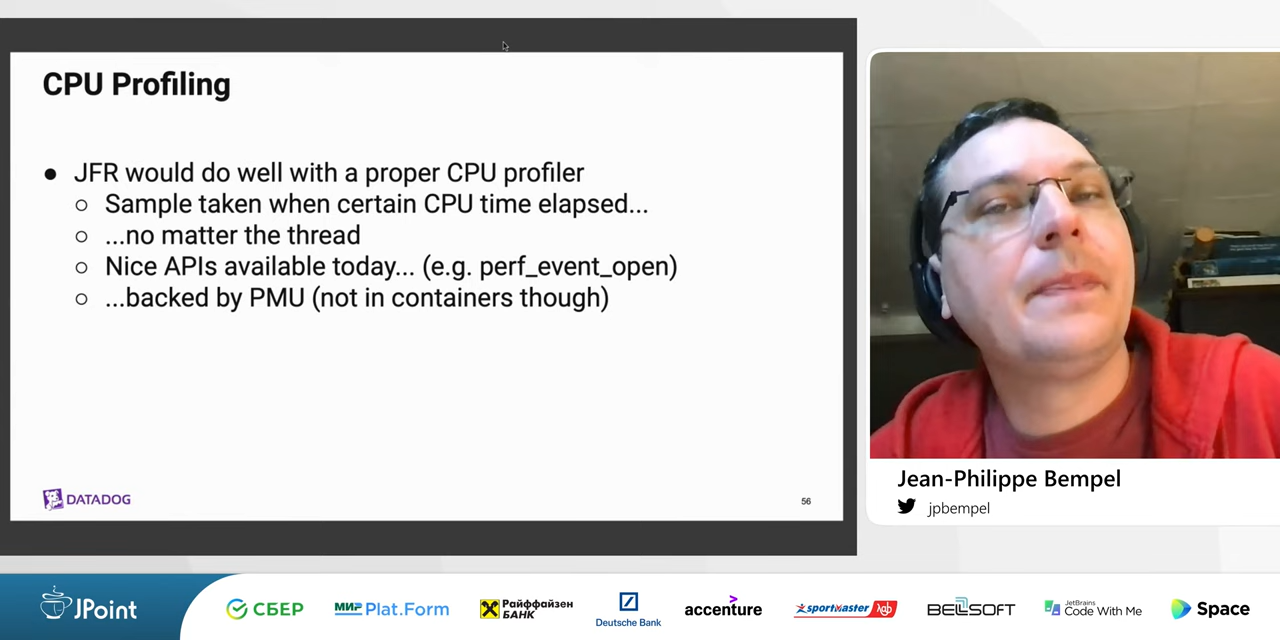 CPU Profiling
● JFR would do well with a proper CPU profiler
○ Sample taken when certain CPU time elapsed...
○ ...no matter the thread
○ Nice APIs available today... (e.g. perf_event_open)
○ ...backed by PMU (not in containers though)
DATADOG
56
Jean-Philippe Bempel
jpbempel
JPoint
СБЕР
МИР Plat.Form
Райффайзен БАНК
Deutsche Bank
accenture
sportmaster lab
BELLSOFT
JetBrains
Code With Me
Space